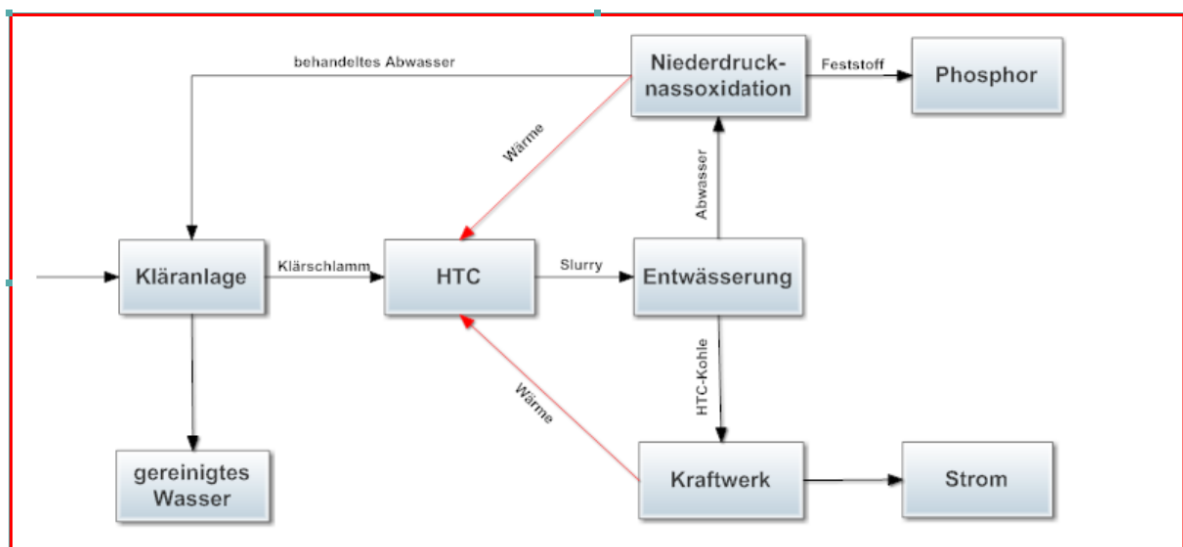 behandeltes Abwasser
Niederdruck-
nassoxidation
Feststoff
Phosphor
Wärme
Abwasser
Kläranlage
Klärschlamm
HTC
Slurry
Entwässerung
HTC-Kohle
Wärme
gereinigtes
Wasser
Kraftwerk
Strom